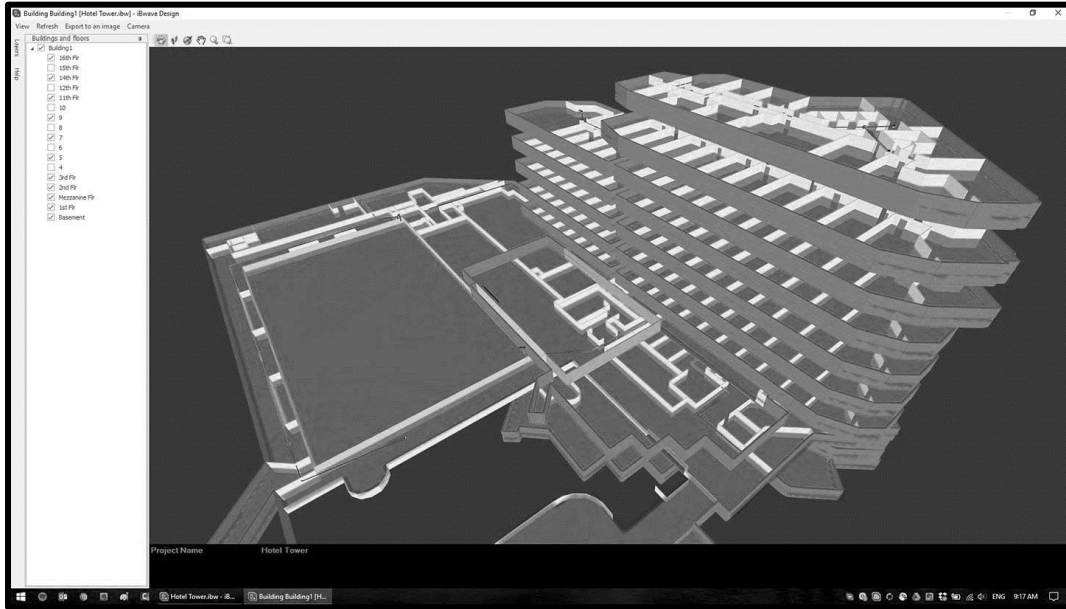 Building Building1 [Hotel Tower.ibw] - iBwave Design
View Refresh Export to an image Camera
Buildings and floors
Layers
Help
Building1
16th Flr
15th Flr
14th Flr
12th Flr
11th Flr
10
9
8
7
6
5
4
3rd Flr
2nd Flr
Mezzanine Flr
1st Flr
Basement
Project Name Hotel Tower
Hotel Tower.ibw - iB... Building Building1 [H... ENG 9:17 AM